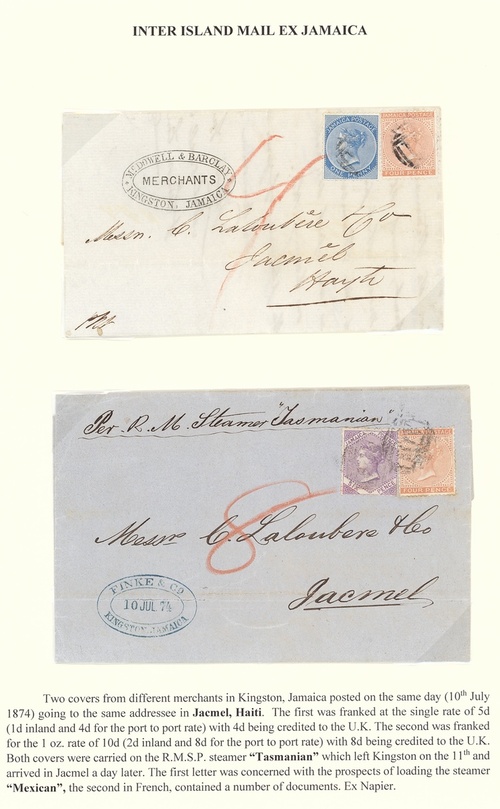 INTER ISLAND MAIL EX JAMAICA
JAMAICA POSTAGE
ONE PENNY
JAMAICA POSTAGE
FOUR PENCE
McDOWELL & BARCLAY
MERCHANTS
KINGSTON, JAMAICA
4
Messrs. C. Laloubère & Co
Jacmèl
Hayti
Per R. M. Steamer "Tasmanian"
PENCE
FOUR PENCE
8
Messrs C. Laloubere & Co
Jacmel
FINKE & Co
10 JUL 74
KINGSTON JAMAICA
Two covers from different merchants in Kingston, Jamaica posted on the same day (10th July
1874) going to the same addressee in Jacmel, Haiti. The first was franked at the single rate of 5d
(1d inland and 4d for the port to port rate) with 4d being credited to the U.K. The second was franked
for the 1 oz. rate of 10d (2d inland and 8d for the port to port rate) with 8d being credited to the U.K.
Both covers were carried on the R.M.S.P. steamer "Tasmanian" which left Kingston on the 11th and
arrived in Jacmel a day later. The first letter was concerned with the prospects of loading the steamer
"Mexican", the second in French, contained a number of documents. Ex Napier.